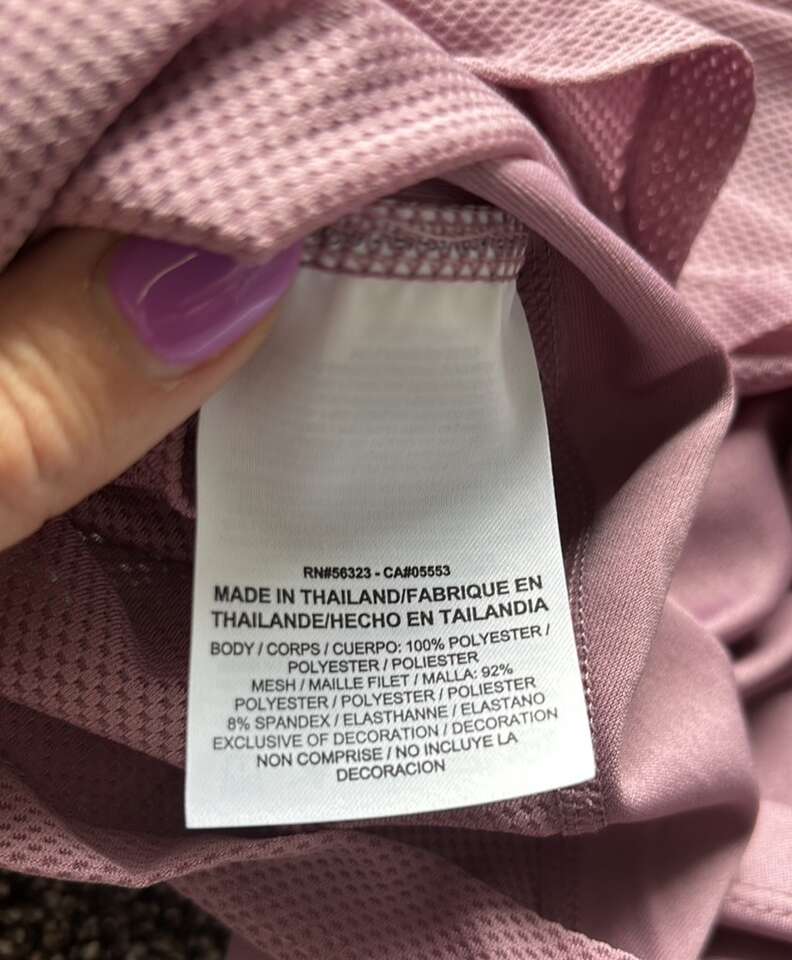 RN#56323 - CA#05553
MADE IN THAILAND/FABRIQUE EN
THAILANDE/HECHO EN TAILANDIA
BODY / CORPS / CUERPO: 100% POLYESTER /
POLYESTER / POLIESTER
MESH / MAILLE FILET / MALLA: 92%
POLYESTER / POLYESTER / POLIESTER
8% SPANDEX / ELASTHANNE / ELASTANO
EXCLUSIVE OF DECORATION / DECORATION
NON COMPRISE / NO INCLUYE LA
DECORACION